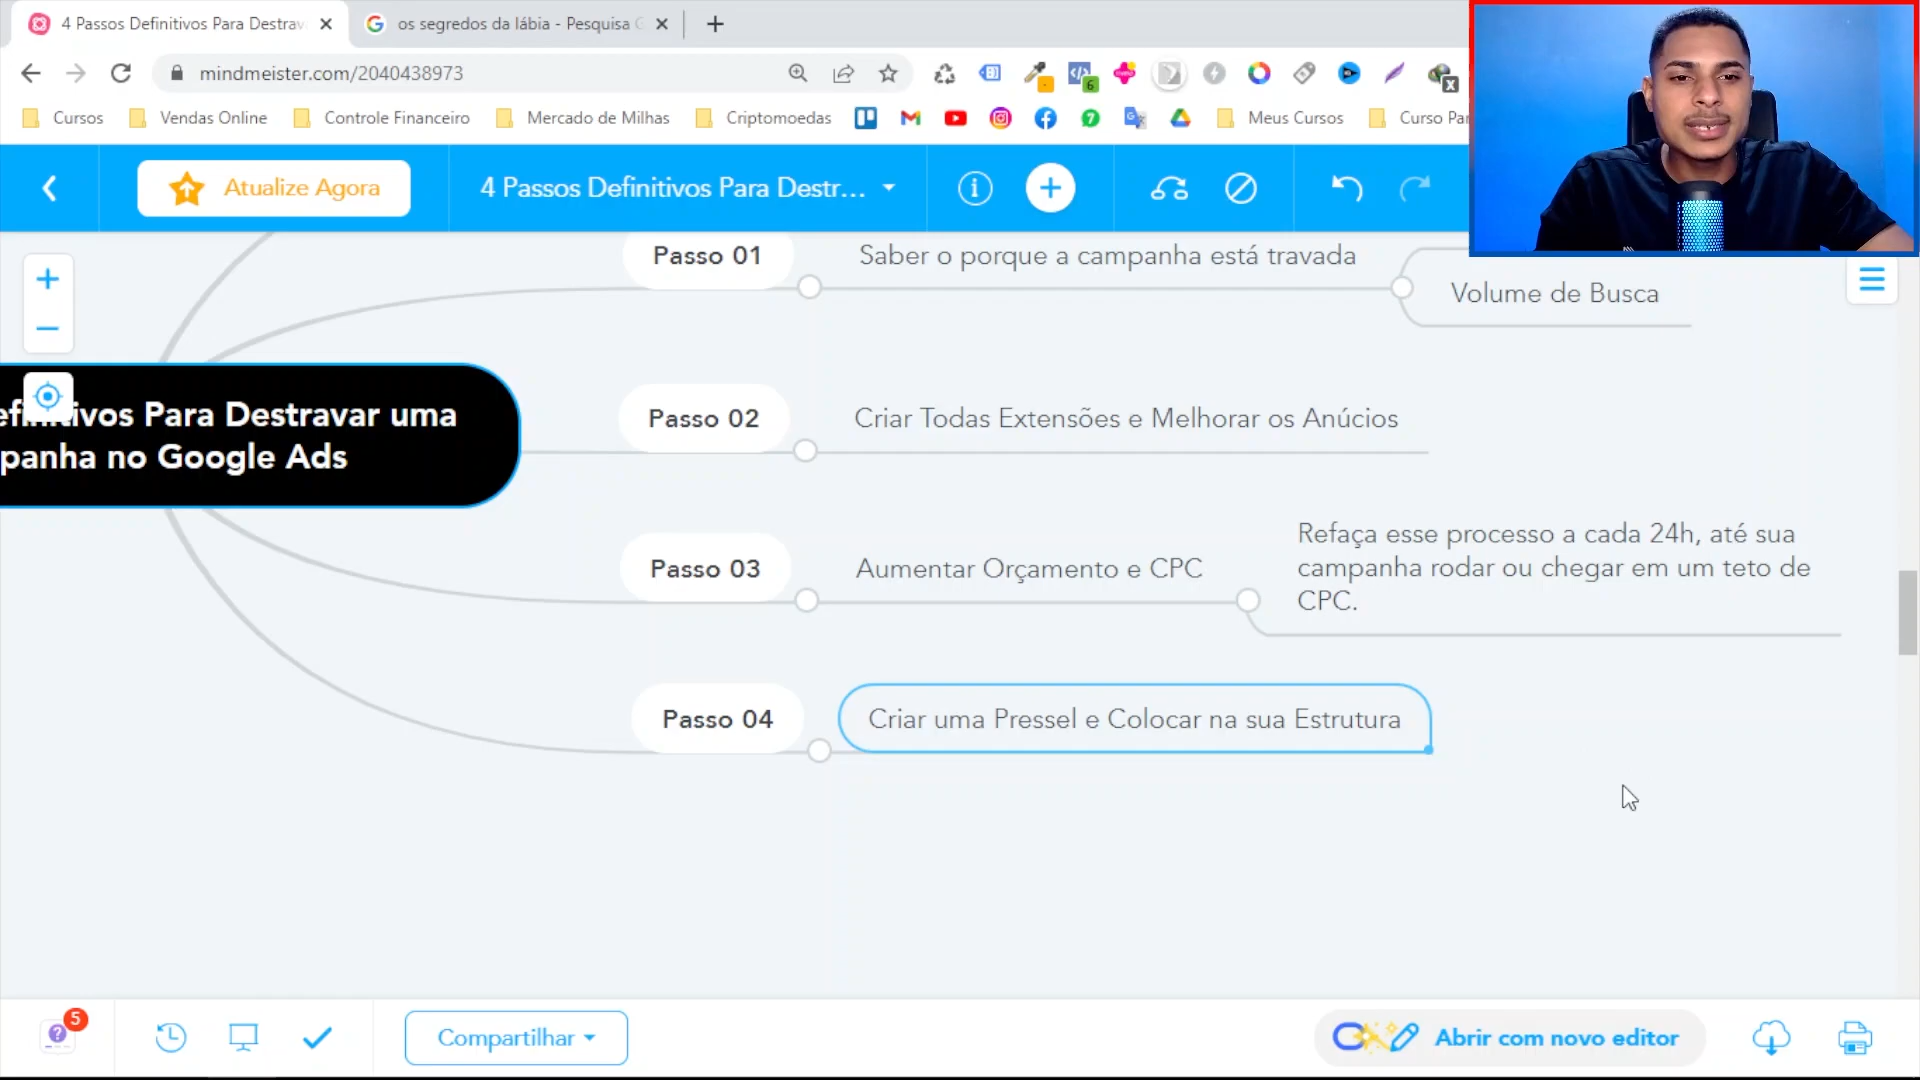 4 Passos Definitivos Para Destrav
os segredos da lábia - Pesquisa G
mindmeister.com/2040438973
6
Cursos
Vendas Online
Controle Financeiro
Mercado de Milhas
Criptomoedas
Meus Cursos
Curso Par
Atualize Agora
4 Passos Definitivos Para Destr...
Passo 01
Saber o porque a campanha está travada
Volume de Busca
efinitivos Para Destravar uma
panha no Google Ads
Passo 02
Criar Todas Extensões e Melhorar os Anúcios
Passo 03
Aumentar Orçamento e CPC
Refaça esse processo a cada 24h, até sua
campanha rodar ou chegar em um teto de
CPC.
Passo 04
Criar uma Pressel e Colocar na sua Estrutura
5
Compartilhar
Abrir com novo editor